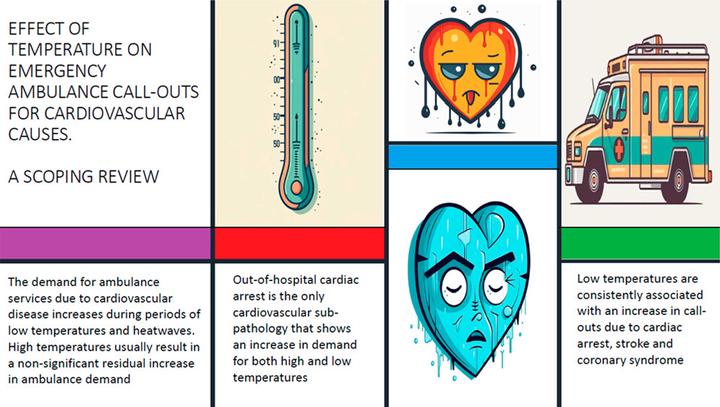 EFFECT OF
TEMPERATURE ON
EMERGENCY
AMBULANCE CALL-OUTS
FOR CARDIOVASCULAR
CAUSES.
A SCOPING REVIEW
91
00
50
50
The demand for ambulance
services due to cardiovascular
disease increases during periods of
low temperatures and heatwaves.
High temperatures usually result in
a non-significant residual increase
in ambulance demand
Out-of-hospital cardiac
arrest is the only
cardiovascular sub-
pathology that shows
an increase in demand
for both high and low
temperatures
Low temperatures are
consistently associated
with an increase in call-
outs due to cardiac
arrest, stroke and
coronary syndrome